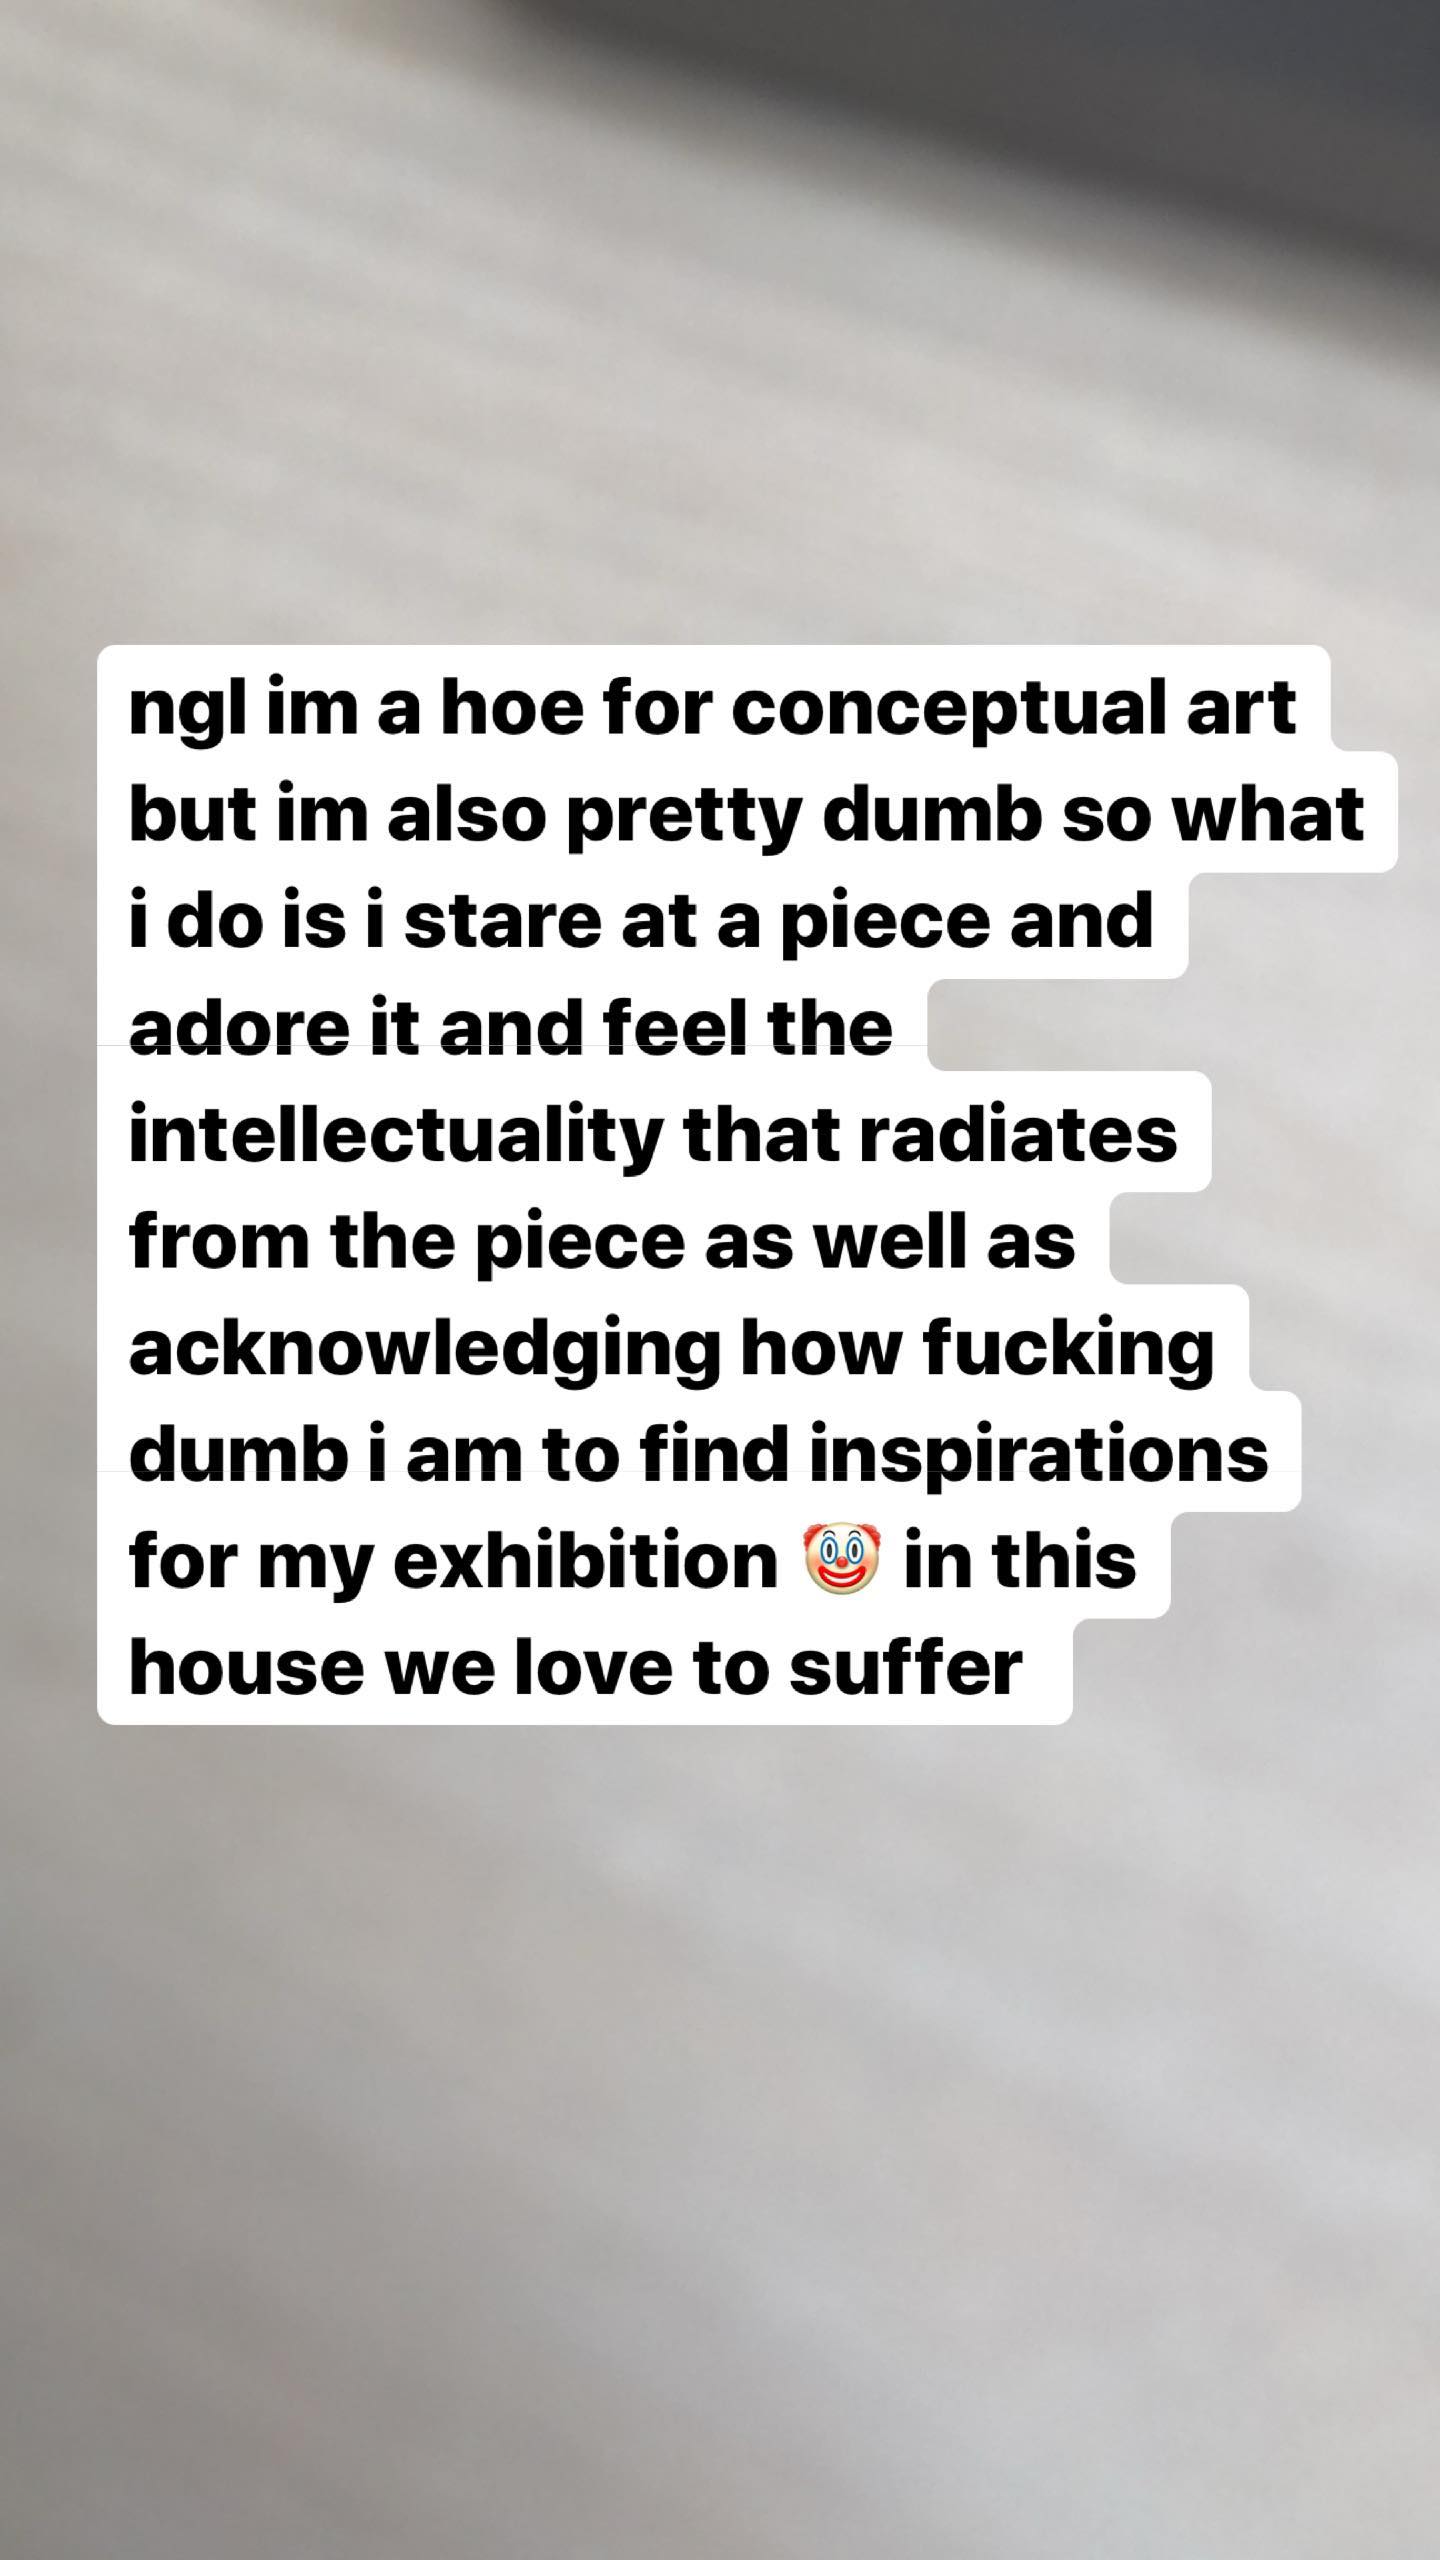 ngl im a hoe for conceptual art
but im also pretty dumb so what
i do is i stare at a piece and
adore it and feel the
intellectuality that radiates
from the piece as well as
acknowledging how fucking
dumb i am to find inspirations
for my exhibition 🤡 in this
house we love to suffer